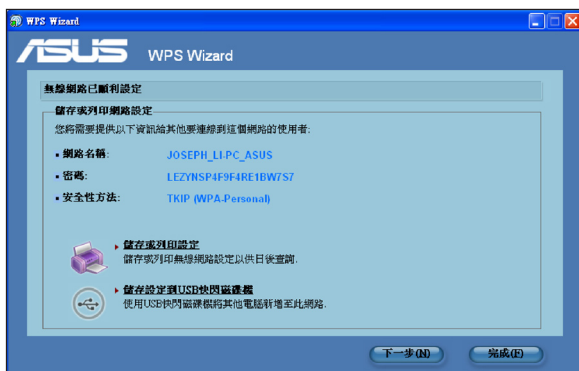 WPS Wizard
ASUS WPS Wizard
無線網路已順利設定
儲存或列印網路設定
您將需要提供以下資訊給其他要連線到這個網路的使用者:
▪ 網路名稱: JOSEPH_LI-PC_ASUS
▪ 密碼: LEZYNSP4F9F4RE1BW7S7
▪ 安全性方法: TKIP (WPA-Personal)
儲存或列印設定
儲存或列印無線網路設定以供日後查詢.
儲存設定到USB快閃磁碟機
使用USB快閃磁碟機將其他電腦新增至此網路.
下一步(N) 完成(F)